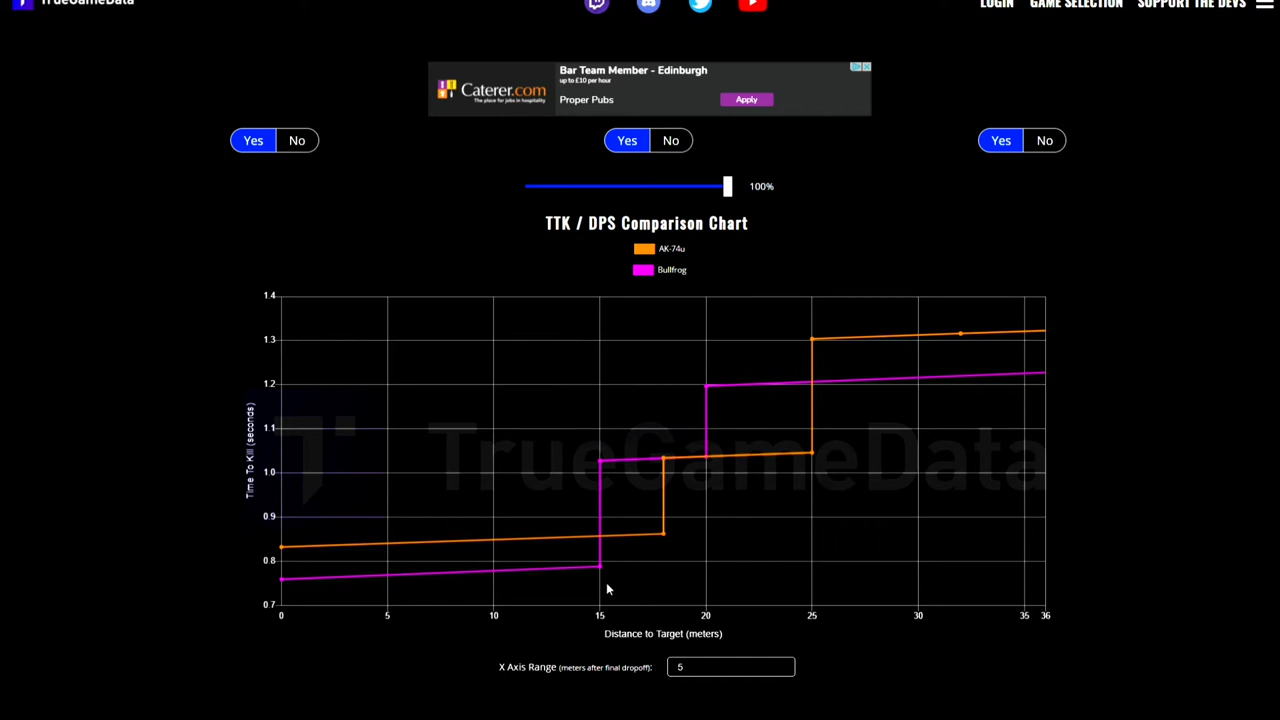 TrueGameData
LOGIN GAME SELECTION SUPPORT THE DEVS
Caterer.com
The place for jobs in hospitality
Bar Team Member - Edinburgh
up to £10 per hour
Proper Pubs
Apply
Yes No
Yes No
Yes No
100%
TTK / DPS Comparison Chart
AK-74u
Bullfrog
1.4
1.3
1.2
1.1
1.0
0.9
0.8
0.7
Time To Kill (seconds)
TrueGameData
0 5 10 15 20 25 30 35 36
Distance to Target (meters)
X Axis Range (meters after final dropoff): 5